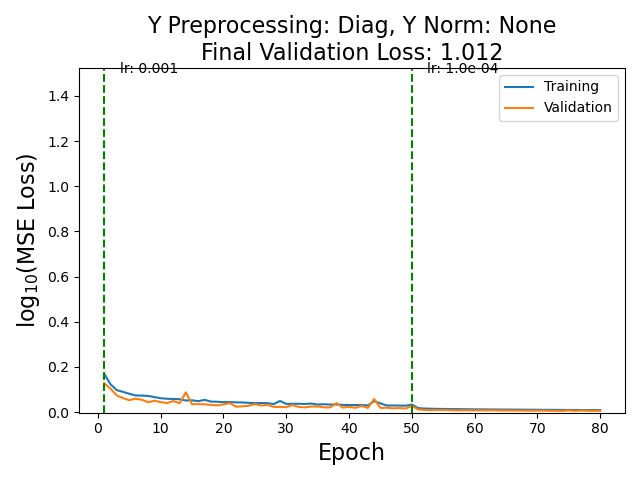 Y Preprocessing: Diag, Y Norm: None
Final Validation Loss: 1.012
lr: 0.001
lr: 1.0e-04
Training
Validation
log10(MSE Loss)
1.4
1.2
1.0
0.8
0.6
0.4
0.2
0.0
0 10 20 30 40 50 60 70 80
Epoch